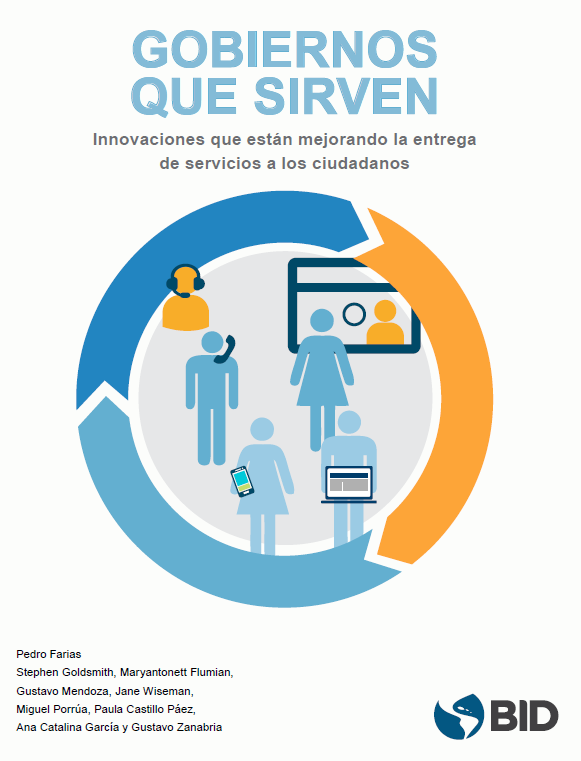 GOBIERNOS
QUE SIRVEN
Innovaciones que están mejorando la entrega
de servicios a los ciudadanos
Pedro Farias
Stephen Goldsmith, Maryantonett Flumian,
Gustavo Mendoza, Jane Wiseman,
Miguel Porrúa, Paula Castillo Páez,
Ana Catalina García y Gustavo Zanabria
BID